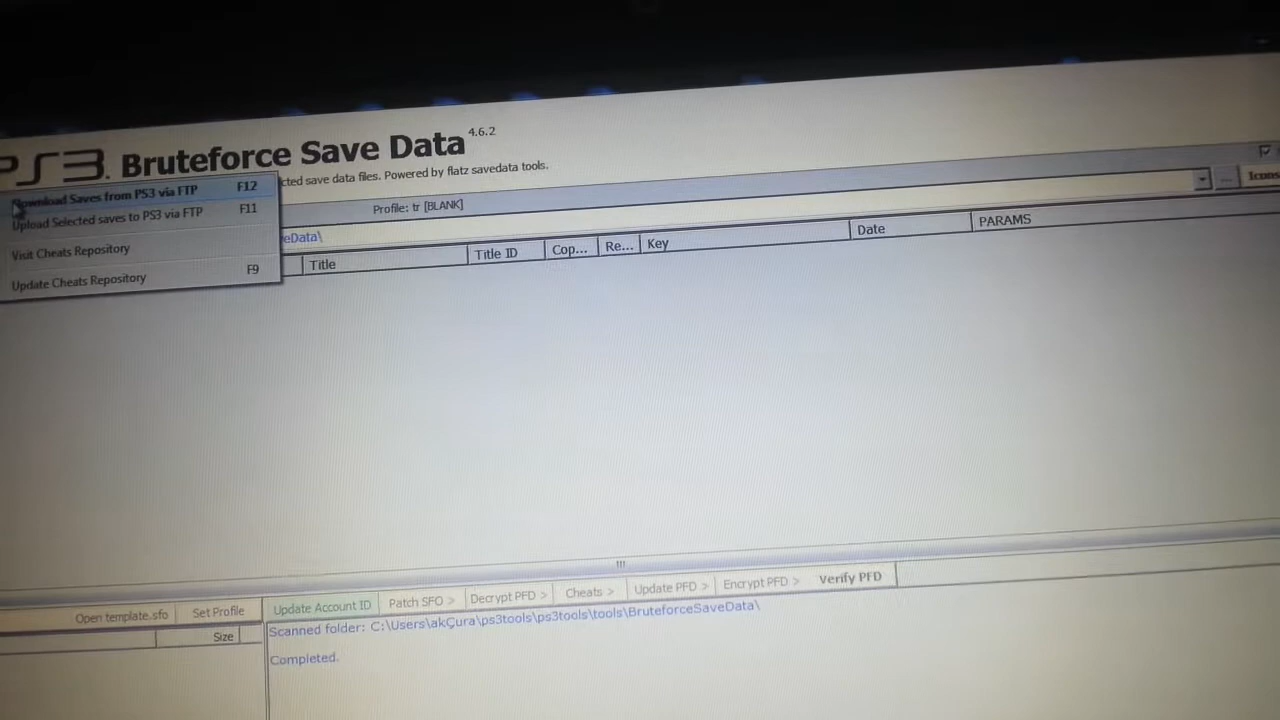 PS3. Bruteforce Save Data 4.6.2
cted save data files. Powered by flatz savedata tools.
Download Saves from PS3 via FTP F12
Upload Selected saves to PS3 via FTP F11
Visit Cheats Repository
Update Cheats Repository F9
Profile: tr [BLANK]
... Icons
eData\
Title Title ID Cop... Re... Key Date PARAMS
Open template.sfo Set Profile Update Account ID Patch SFO > Decrypt PFD > Cheats > Update PFD > Encrypt PFD > Verify PFD
Size
Scanned folder: C:\Users\akÇura\ps3tools\ps3tools\tools\BruteforceSaveData\
Completed.